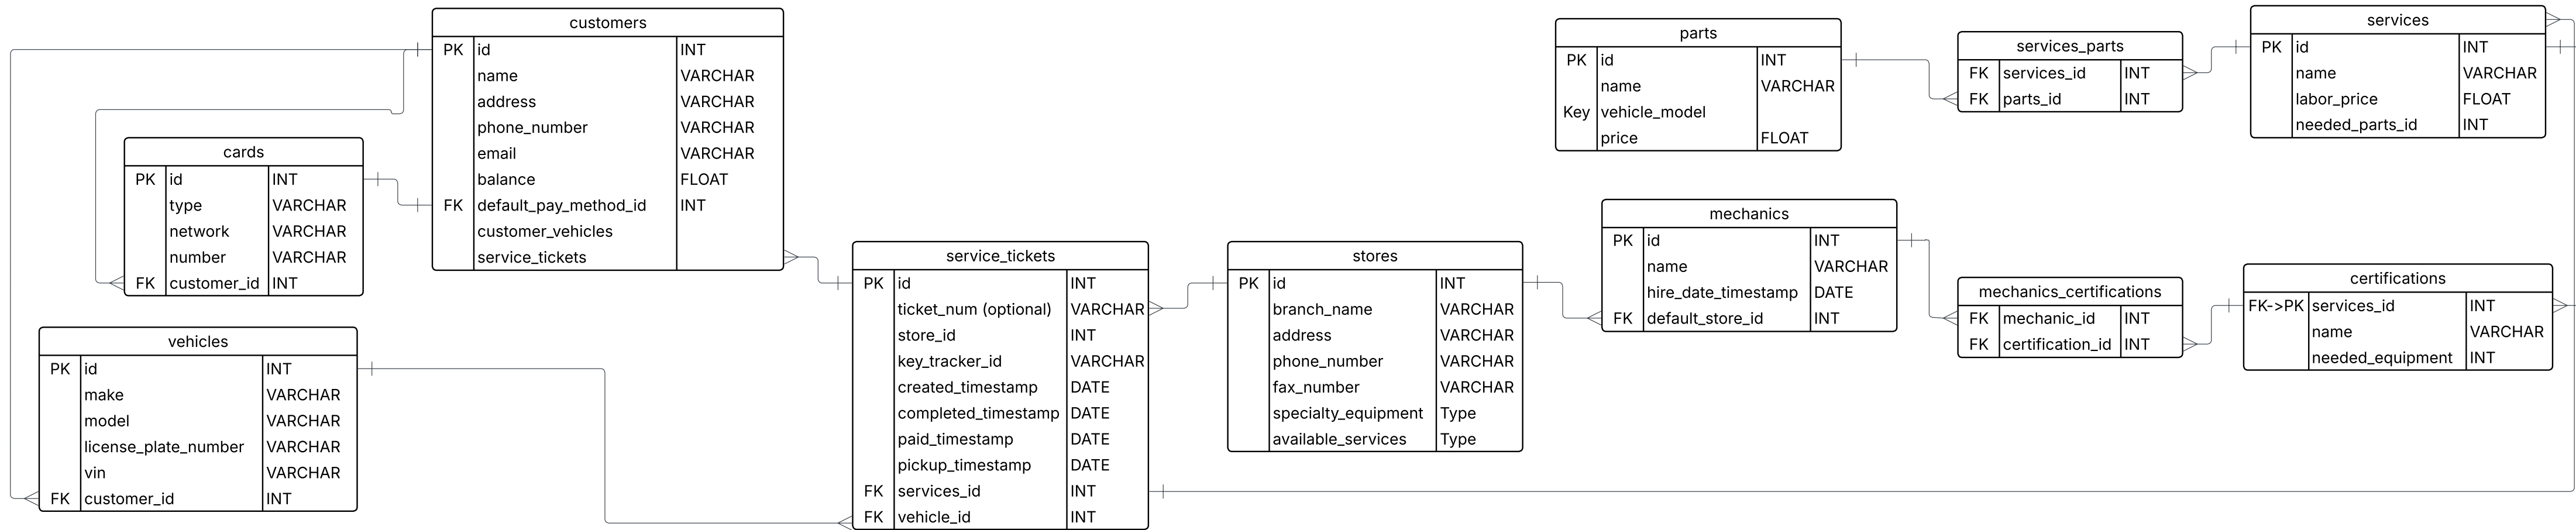 customers
PK id INT
name VARCHAR
address VARCHAR
phone_number VARCHAR
email VARCHAR
balance FLOAT
FK default_pay_method_id INT
customer_vehicles
service_tickets
cards
PK id INT
type VARCHAR
network VARCHAR
number VARCHAR
FK customer_id INT
vehicles
PK id INT
make VARCHAR
model VARCHAR
license_plate_number VARCHAR
vin VARCHAR
FK customer_id INT
service_tickets
PK id INT
ticket_num (optional) VARCHAR
store_id INT
key_tracker_id VARCHAR
created_timestamp DATE
completed_timestamp DATE
paid_timestamp DATE
pickup_timestamp DATE
FK services_id INT
FK vehicle_id INT
stores
PK id INT
branch_name VARCHAR
address VARCHAR
phone_number VARCHAR
fax_number VARCHAR
specialty_equipment Type
available_services Type
parts
PK id INT
name VARCHAR
Key vehicle_model
price FLOAT
mechanics
PK id INT
name VARCHAR
hire_date_timestamp DATE
FK default_store_id INT
services_parts
FK services_id INT
FK parts_id INT
mechanics_certifications
FK mechanic_id INT
FK certification_id INT
services
PK id INT
name VARCHAR
labor_price FLOAT
needed_parts_id INT
certifications
FK->PK services_id INT
name VARCHAR
needed_equipment INT